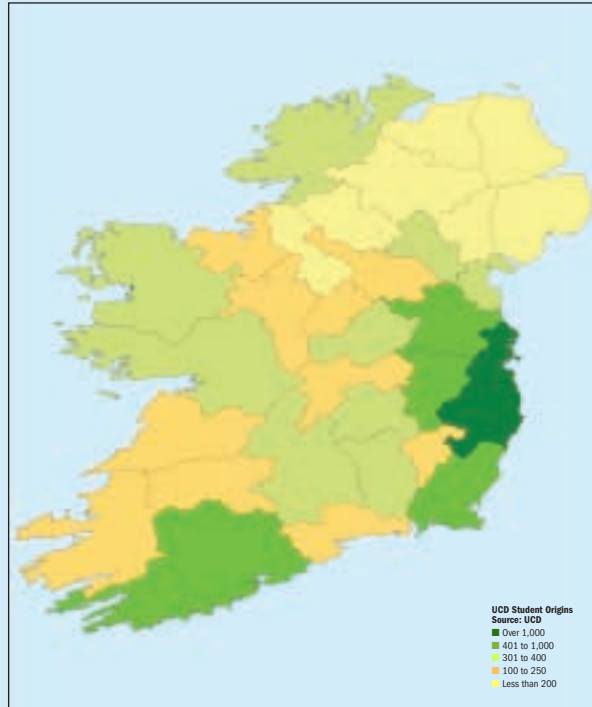 UCD Student Origins
Source: UCD
Over 1,000
401 to 1,000
301 to 400
100 to 250
Less than 200